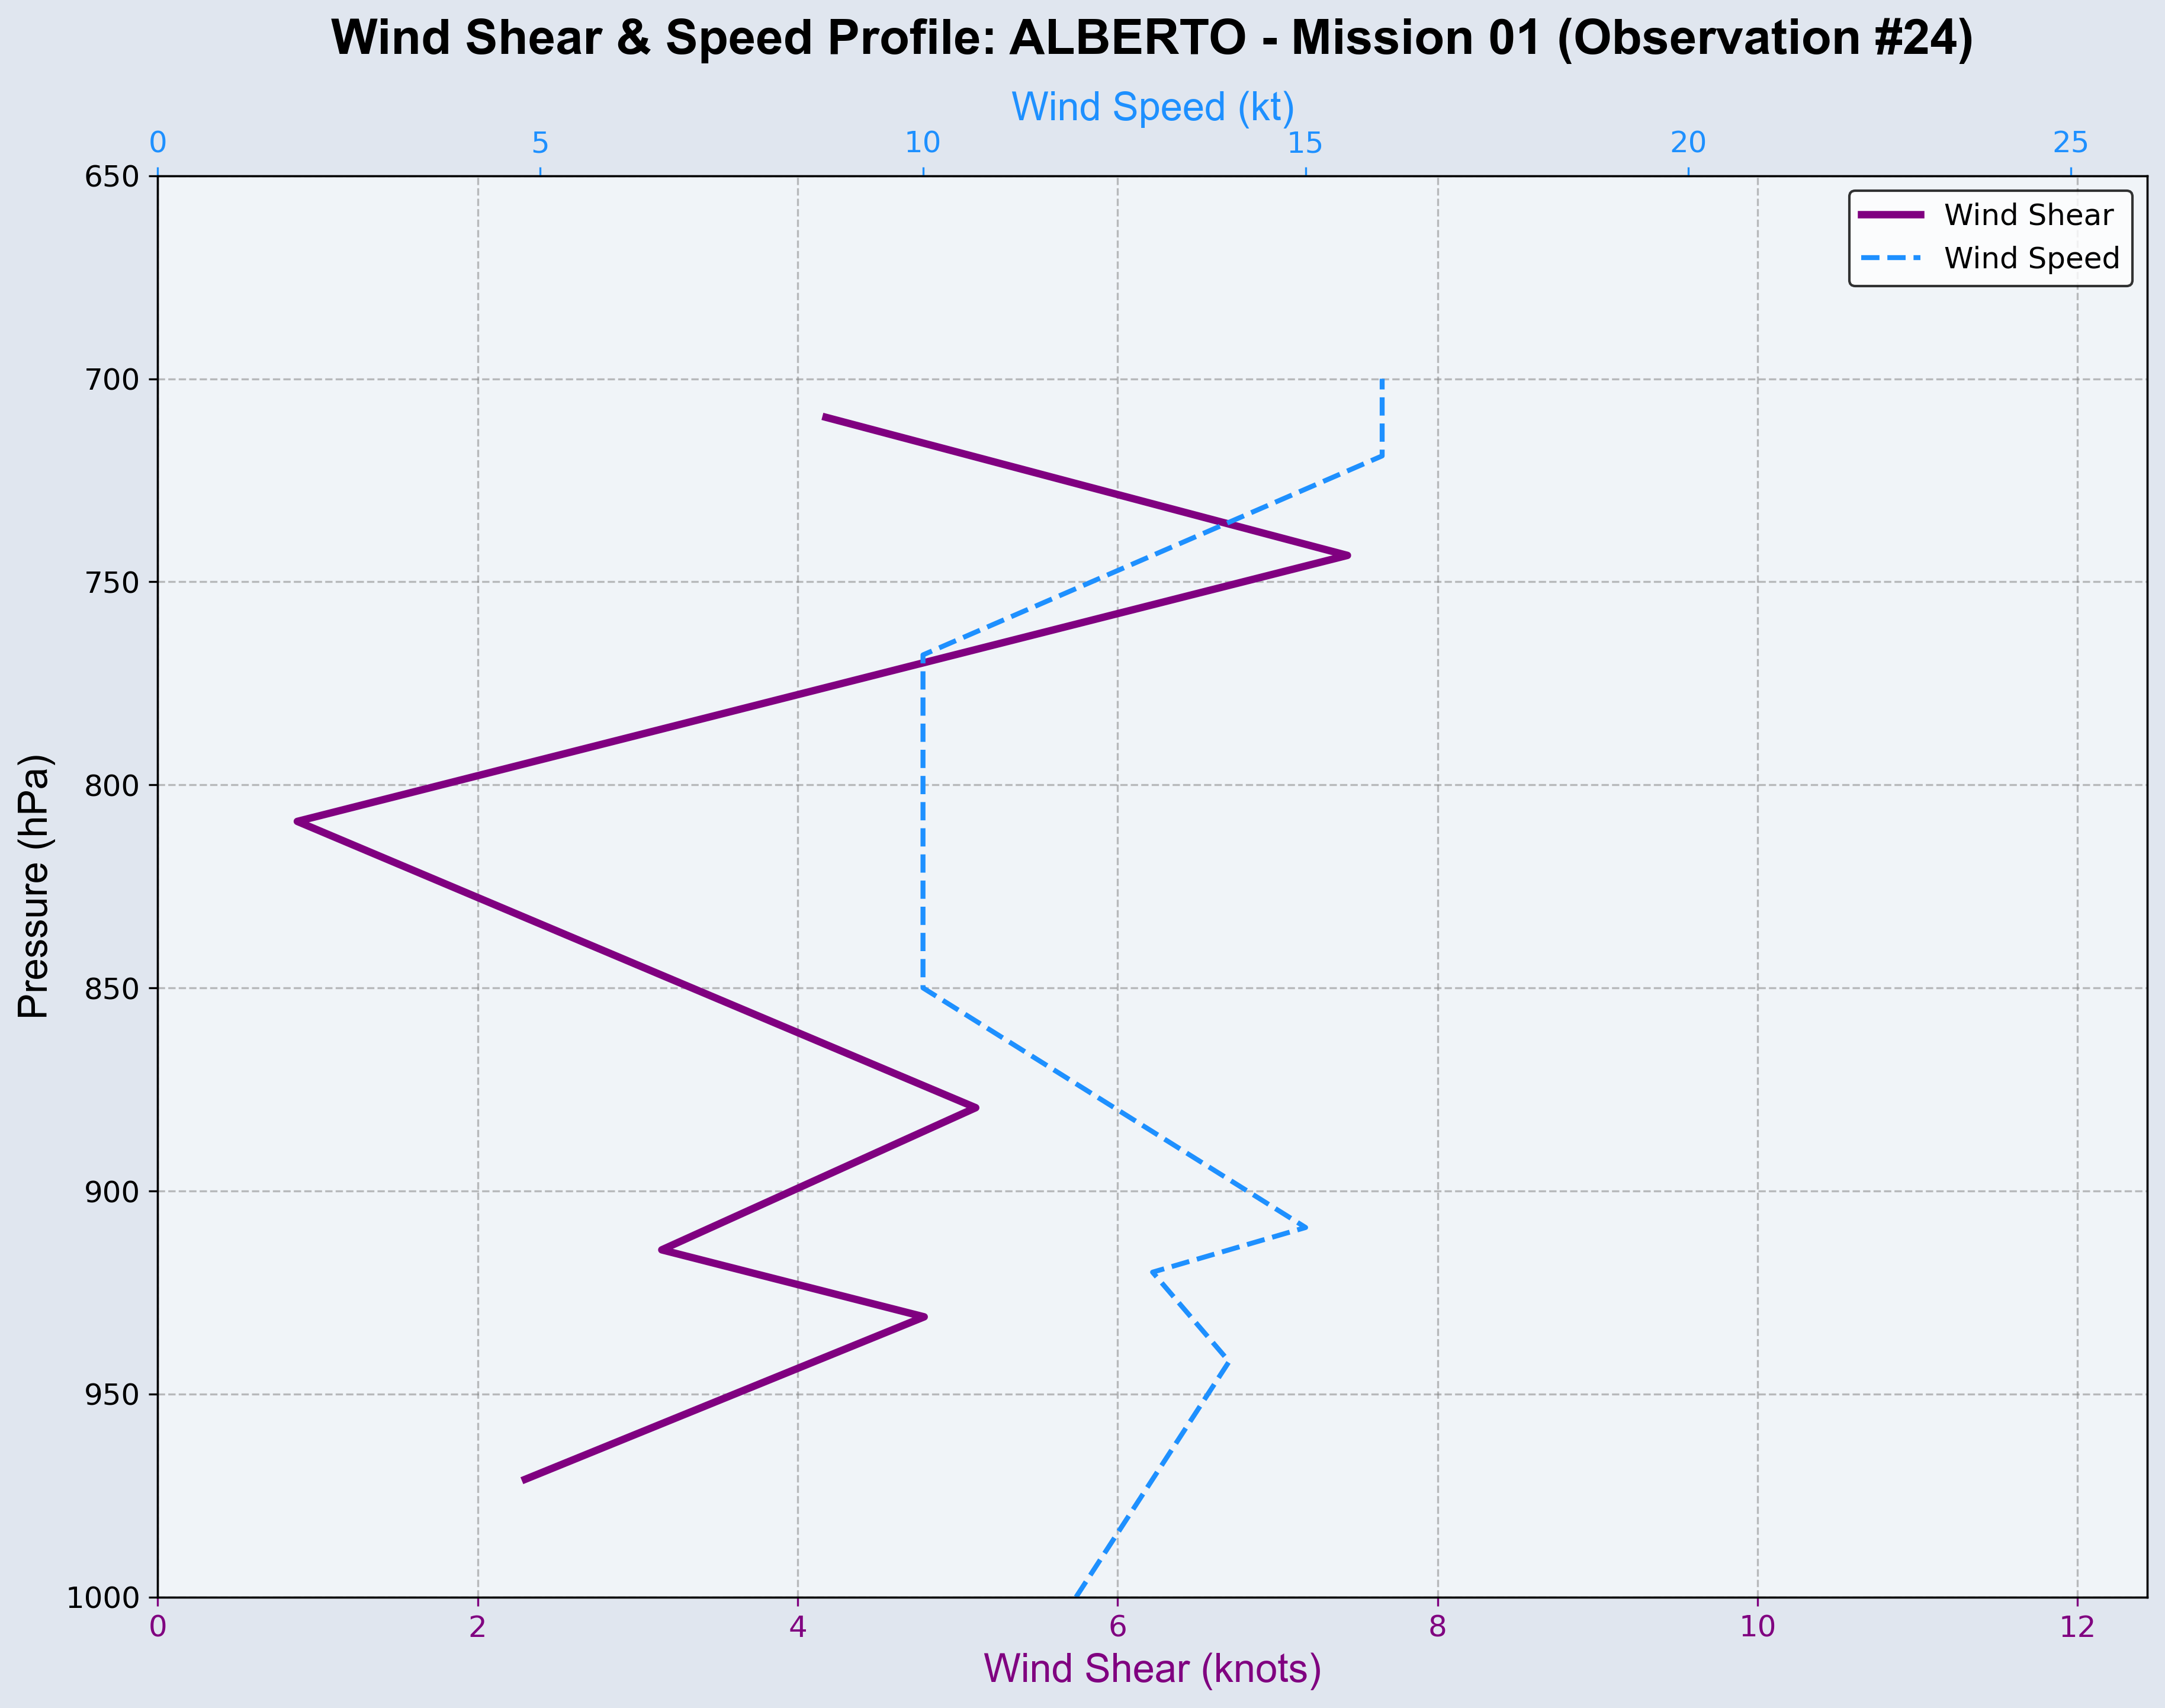 Wind Shear & Speed Profile: ALBERTO - Mission 01 (Observation #24)
Wind Speed (kt)
0 5 10 15 20 25
Wind Shear
Wind Speed
650
700
750
800
850
900
950
1000
Pressure (hPa)
0 2 4 6 8 10 12
Wind Shear (knots)